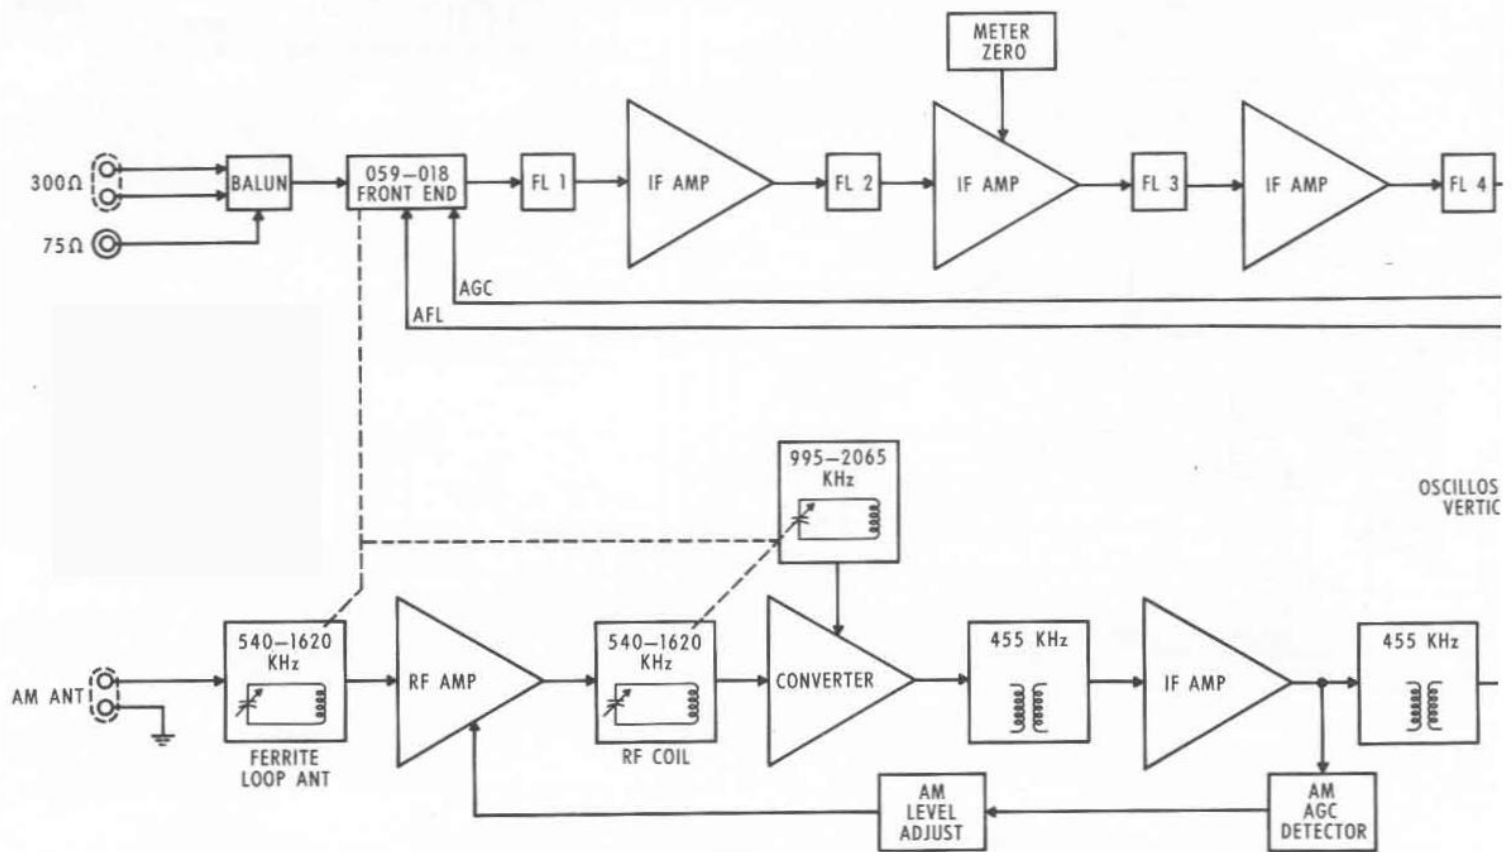 METER
ZERO
300Ω
75Ω
BALUN
059-018
FRONT END
FL 1
IF AMP
FL 2
IF AMP
FL 3
IF AMP
FL 4
AGC
AFL
995-2065
KHz
OSCILLOS
VERTIC
AM ANT
540-1620
KHz
FERRITE
LOOP ANT
RF AMP
540-1620
KHz
RF COIL
CONVERTER
455 KHz
IF AMP
455 KHz
AM
LEVEL
ADJUST
AM
AGC
DETECTOR